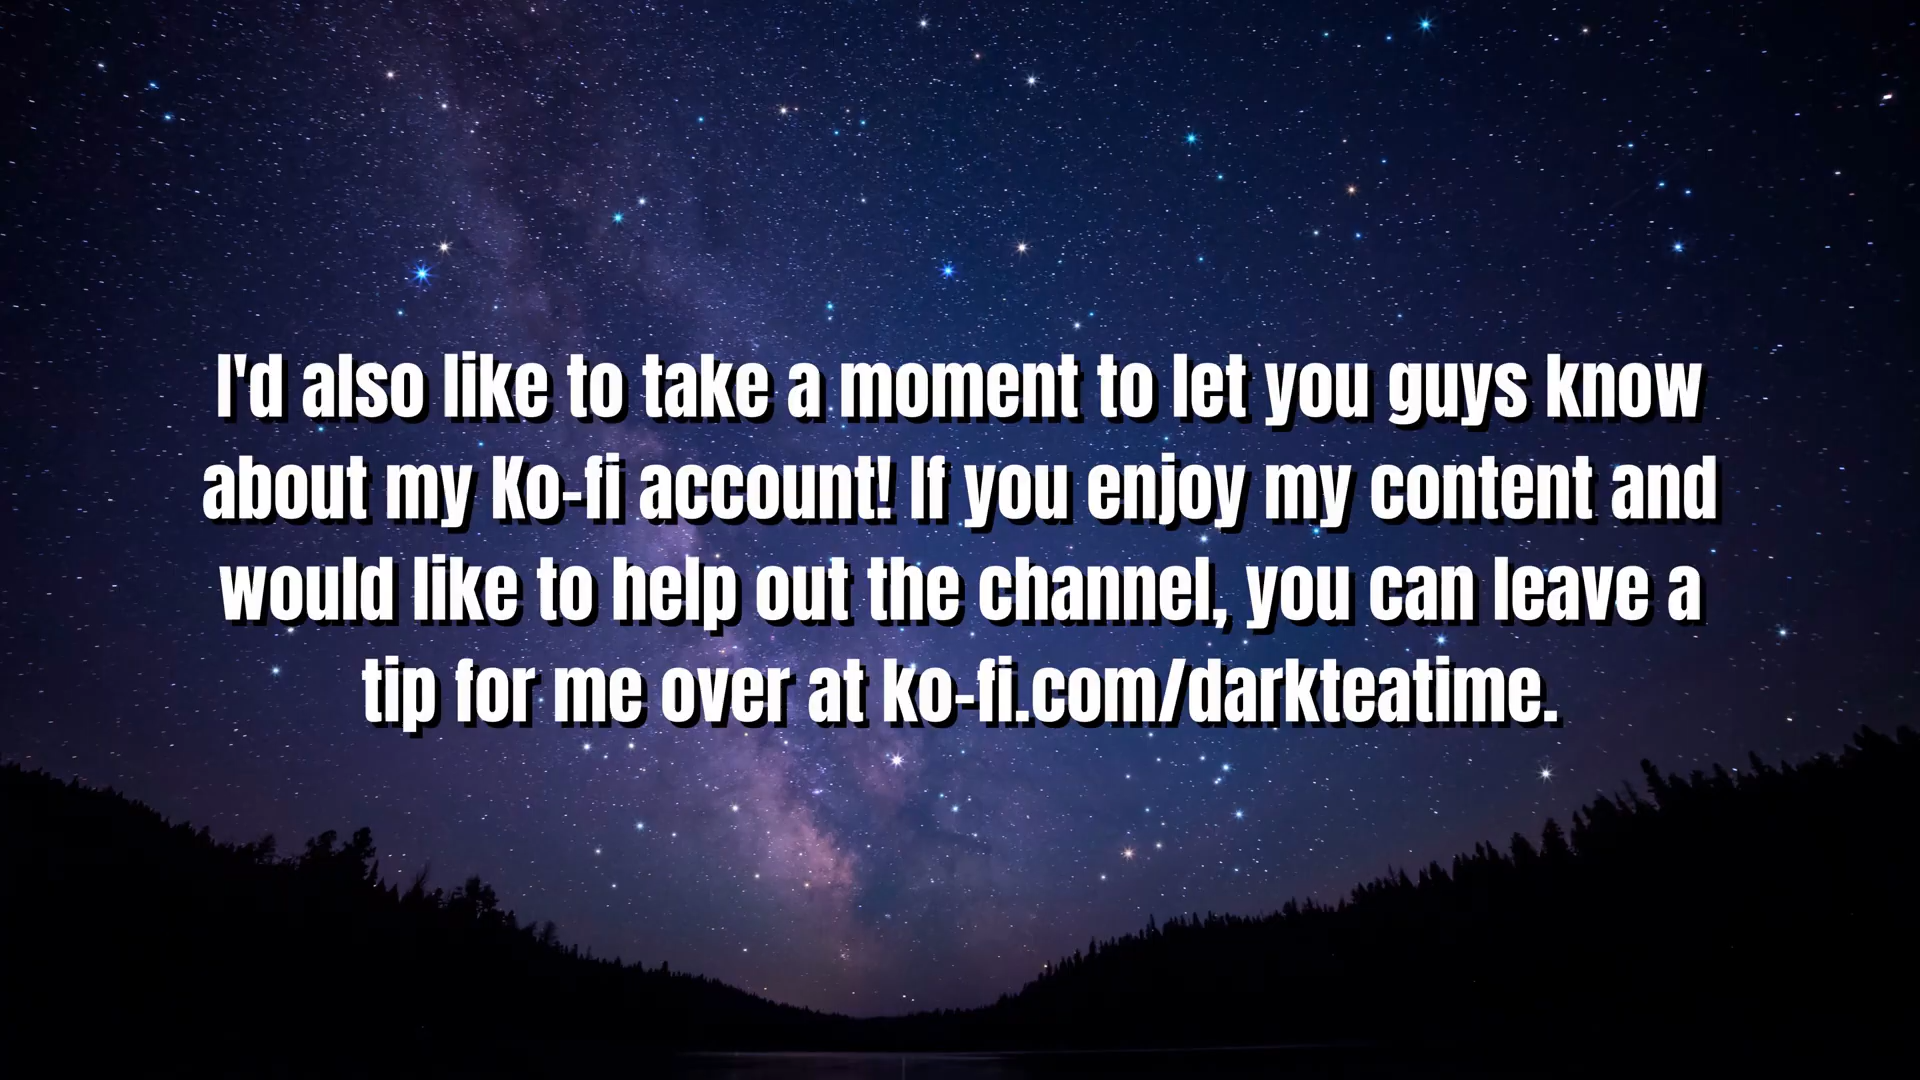 I'd also like to take a moment to let you guys know
about my Ko-fi account! If you enjoy my content and
would like to help out the channel, you can leave a
tip for me over at ko-fi.com/darkteatime.